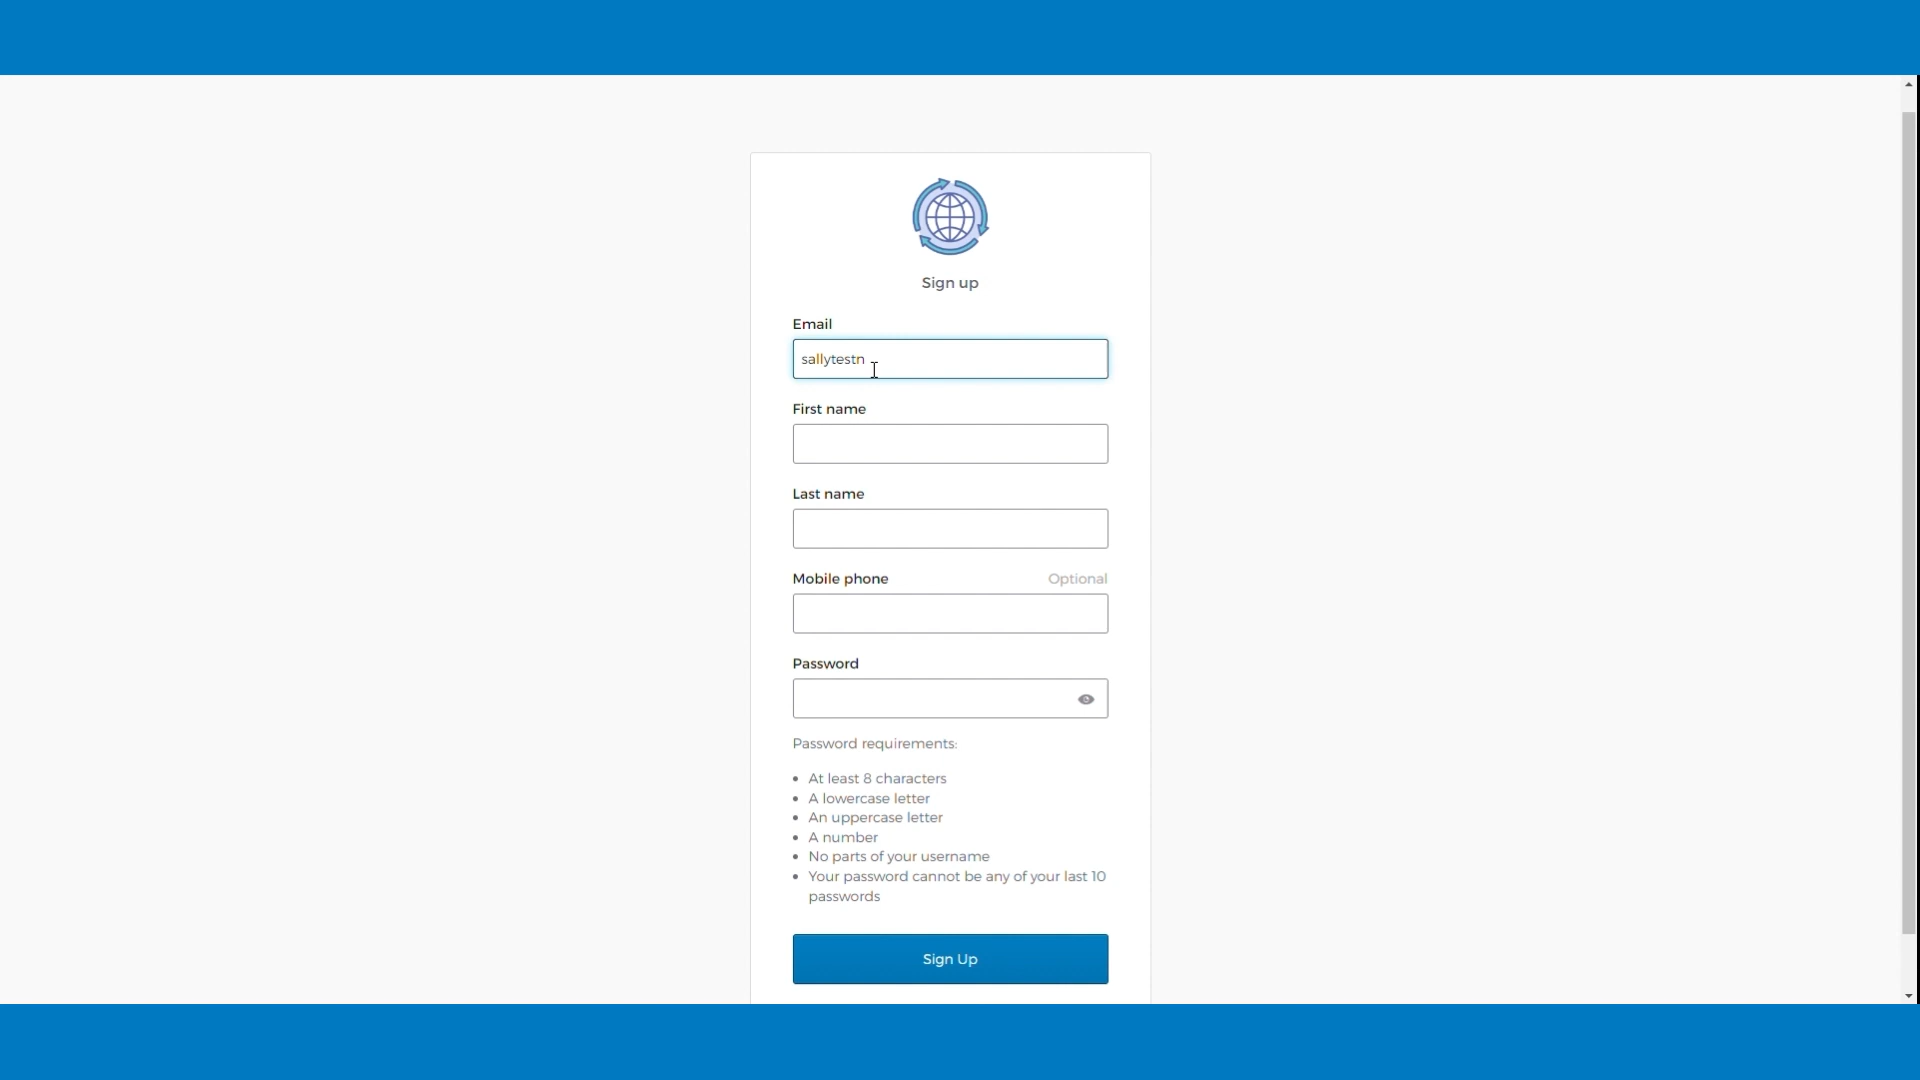 Sign up
Email
sallytestn
First name
Last name
Mobile phone Optional
Password
Password requirements:
At least 8 characters
A lowercase letter
An uppercase letter
A number
No parts of your username
Your password cannot be any of your last 10
passwords
Sign Up